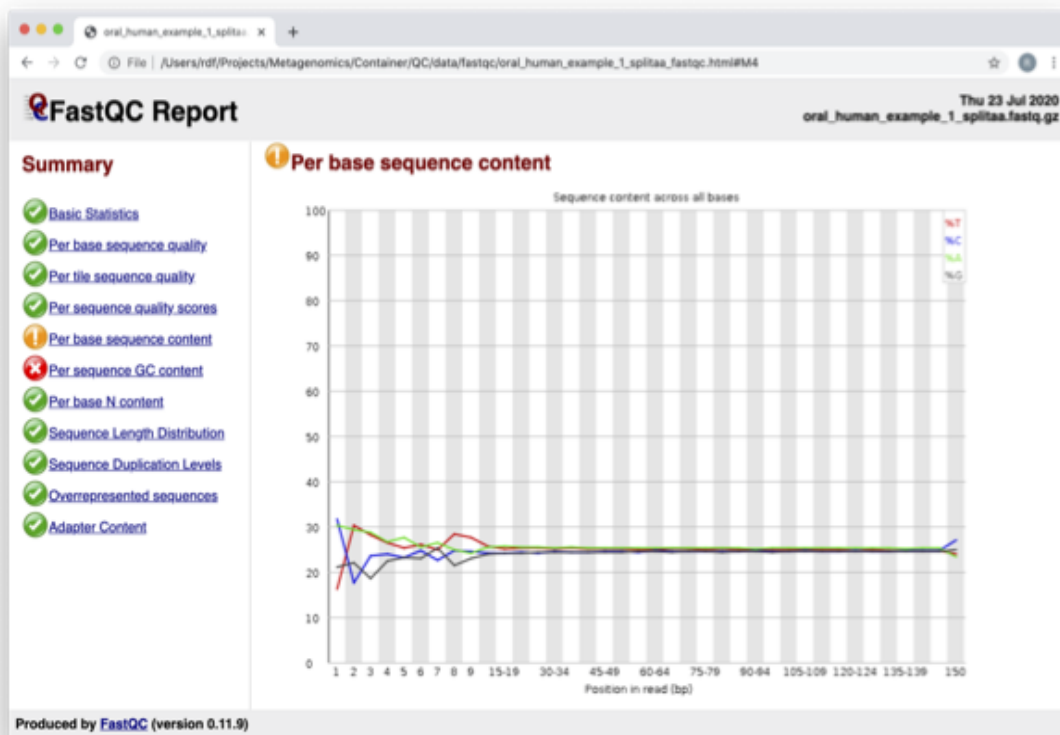 oral_human_example_1_splitaa
File | /Users/rdf/Projects/Metagenomics/Container/QC/data/fastqc/oral_human_example_1_splitaa_fastqc.html#M4
FastQC Report
Thu 23 Jul 2020
oral_human_example_1_splitaa.fastq.gz
Summary
Basic Statistics
Per base sequence quality
Per tile sequence quality
Per sequence quality scores
Per base sequence content
Per sequence GC content
Per base N content
Sequence Length Distribution
Sequence Duplication Levels
Overrepresented sequences
Adapter Content
Per base sequence content
Sequence content across all bases
%T
%C
%A
%G
100
90
80
70
60
50
40
30
20
10
0
1 2 3 4 5 6 7 8 9 15-19 30-34 45-49 60-64 75-79 90-94 105-109 120-124 135-139 150
Position in read (bp)
Produced by FastQC (version 0.11.9)